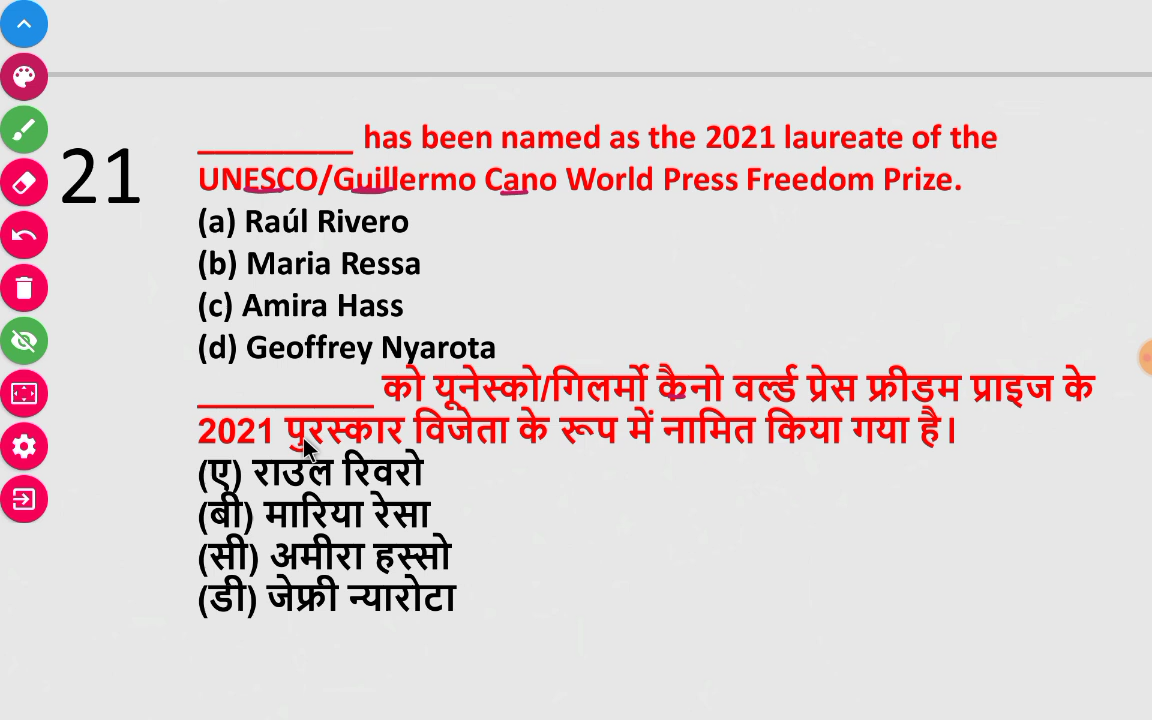 21
__________ has been named as the 2021 laureate of the
UNESCO/Guillermo Cano World Press Freedom Prize.
(a) Raúl Rivero
(b) Maria Ressa
(c) Amira Hass
(d) Geoffrey Nyarota
__________ को यूनेस्को/गिलर्मो कैनो वर्ल्ड प्रेस फ्रीडम प्राइज के
2021 पुरस्कार विजेता के रूप में नामित किया गया है।
(ए) राउल रिवरो
(बी) मारिया रेसा
(सी) अमीरा हस्सो
(डी) जेफ्री न्यारोटा